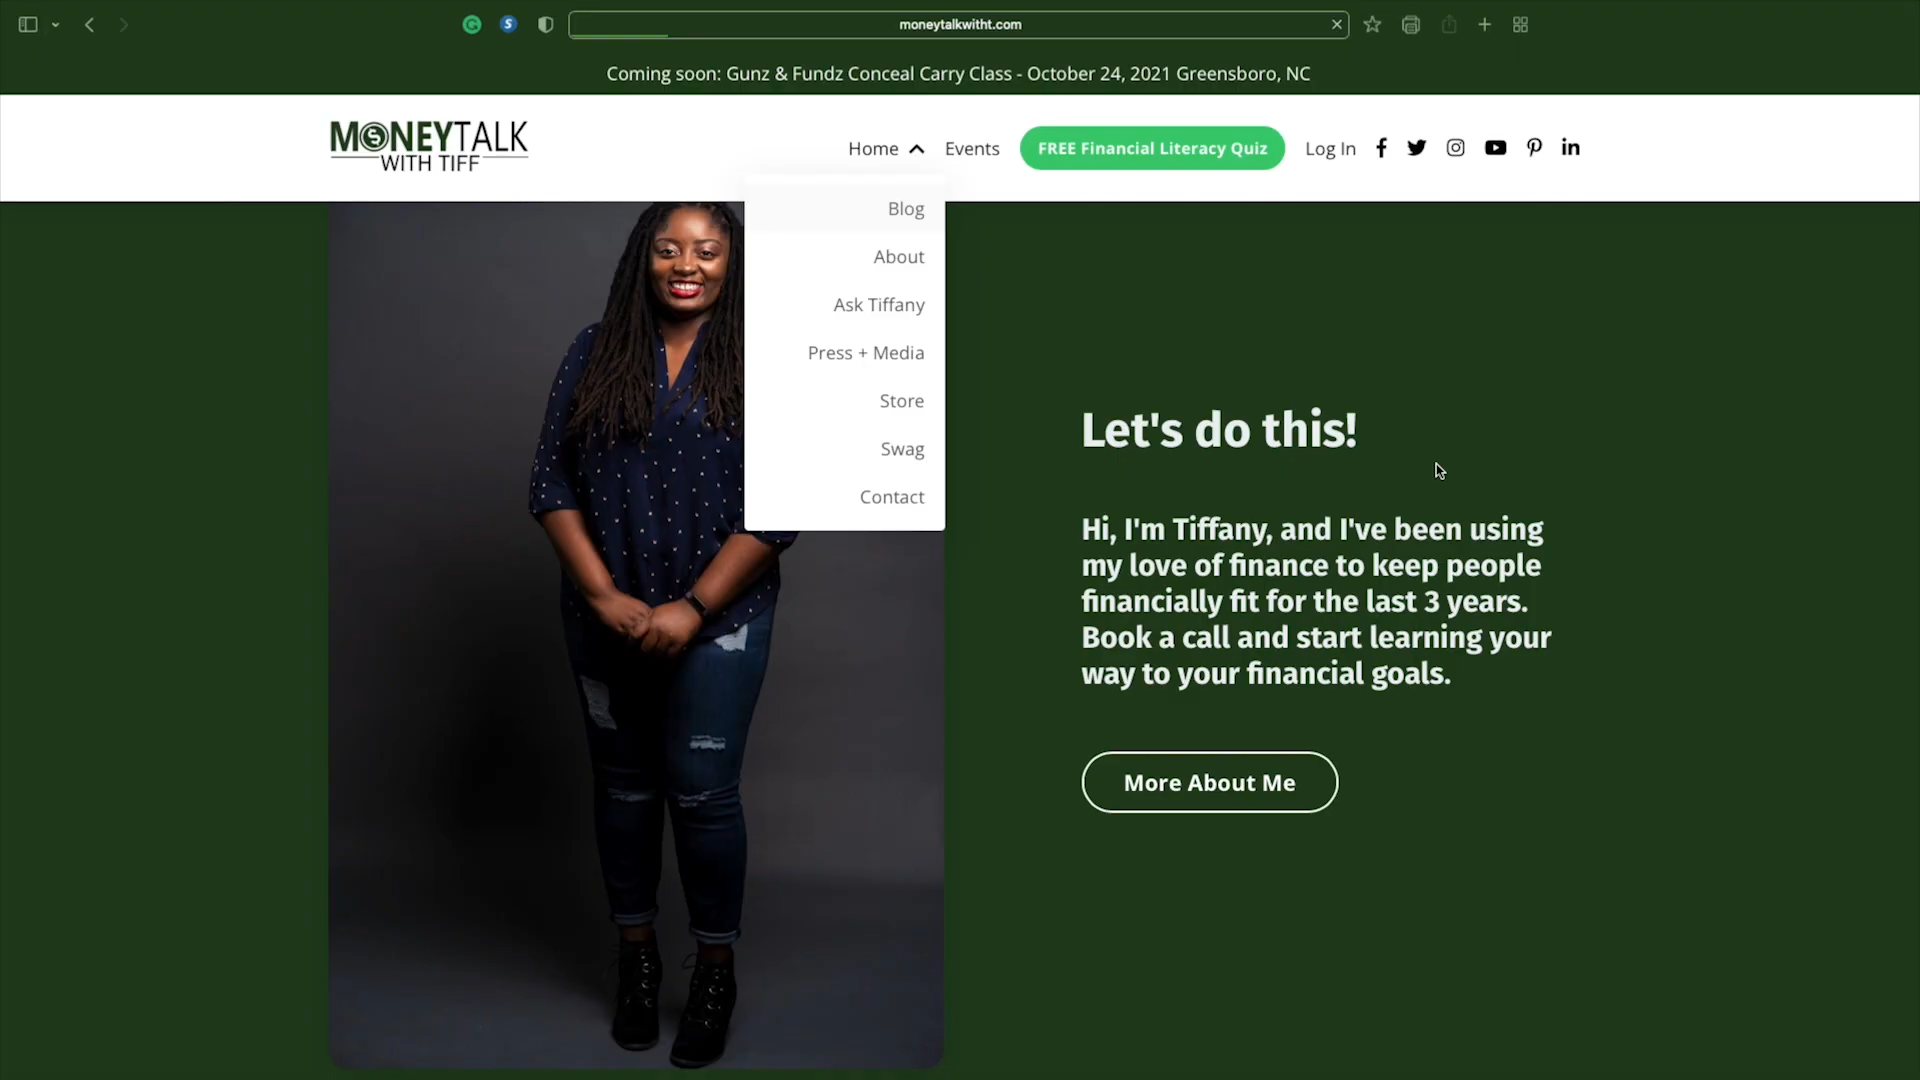 moneytalkwitht.com
Coming soon: Gunz & Fundz Conceal Carry Class - October 24, 2021 Greensboro, NC
MONEYTALK
WITH TIFF
Home
Events
FREE Financial Literacy Quiz
Log In
Blog
About
Ask Tiffany
Press + Media
Store
Swag
Contact
Let's do this!
Hi, I'm Tiffany, and I've been using
my love of finance to keep people
financially fit for the last 3 years.
Book a call and start learning your
way to your financial goals.
More About Me